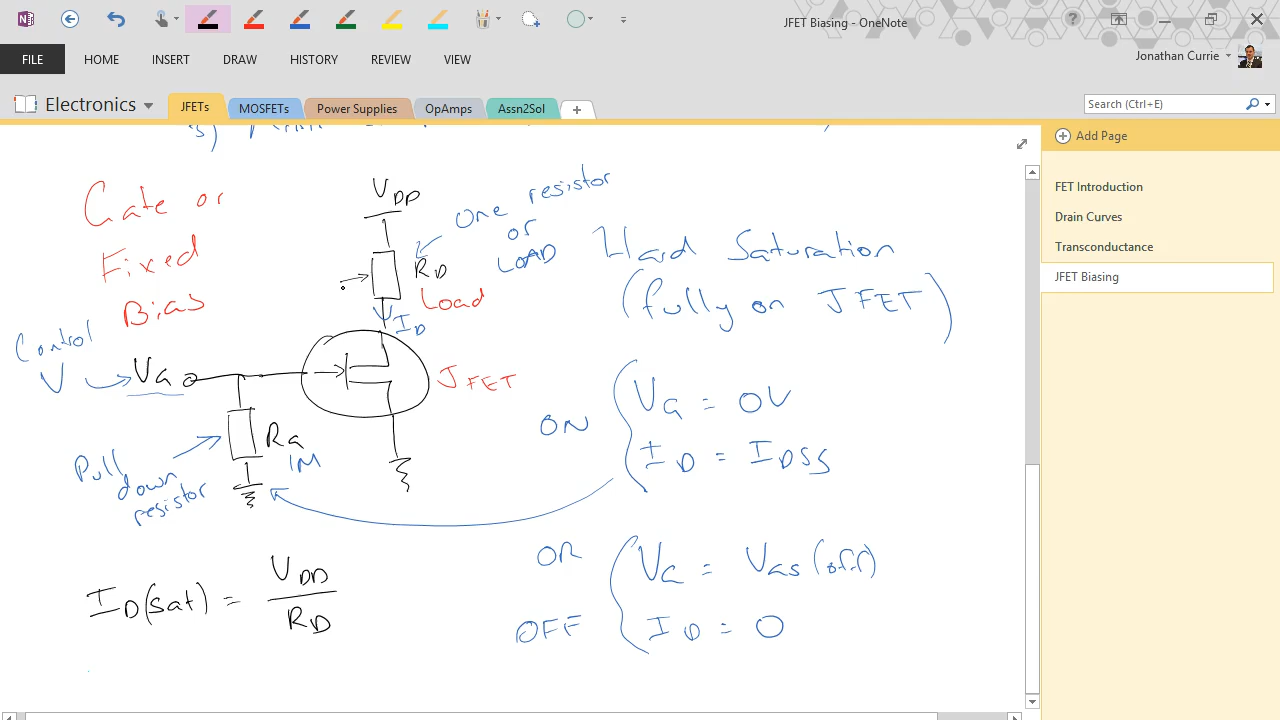 JFET Biasing - OneNote
FILE HOME INSERT DRAW HISTORY REVIEW VIEW
Jonathan Currie
Electronics
JFETs MOSFETs Power Supplies OpAmps Assn2Sol
Search (Ctrl+E)
Add Page
FET Introduction
Drain Curves
Transconductance
JFET Biasing
Gate or
Fixed
Bias
VDD
One resistor
or
LOAD
RD
Load
ID
Hard Saturation
(fully on JFET)
Control
V
VG
JFET
RG
1M
Pull
down
resistor
ON
VG = 0V
ID = IDSS
OR
OFF
VG = VGS(off)
ID = 0
ID(sat) = VDD
RD